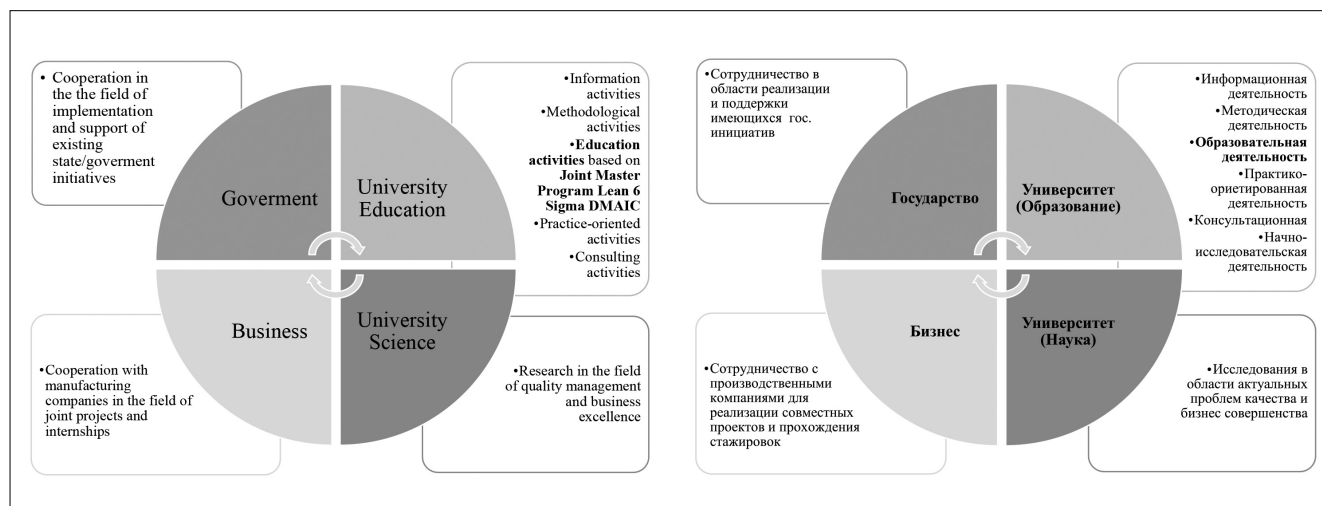 • Cooperation in
the the field of
implementation
and support of
existing
state/goverment
initiatives
Goverment
University
Education
•Information
activities
•Methodological
activities
•Education
activities based on
Joint Master
Program Lean 6
Sigma DMAIC
•Practice-oriented
activities
•Consulting
activities
Business
University
Science
•Cooperation with
manufacturing
companies in the field of
joint projects and
internships
•Research in the field
of quality management
and business
excellence
•Сотрудничество в
области реализации
и поддержки
имеющихся гос.
инициатив
Государство
Университет
(Образование)
•Информационная
деятельность
•Методическая
деятельность
•Образовательная
деятельность
•Практико-
ориетированная
деятельность
•Консультационная
•Начно-
исследовательская
деятельность
Бизнес
Университет
(Наука)
•Сотрудничество с
производственными
компаниями для
реализации совместных
проектов и прохождения
стажировок
•Исследования в
области актуальных
проблем качества и
бизнес совершенства